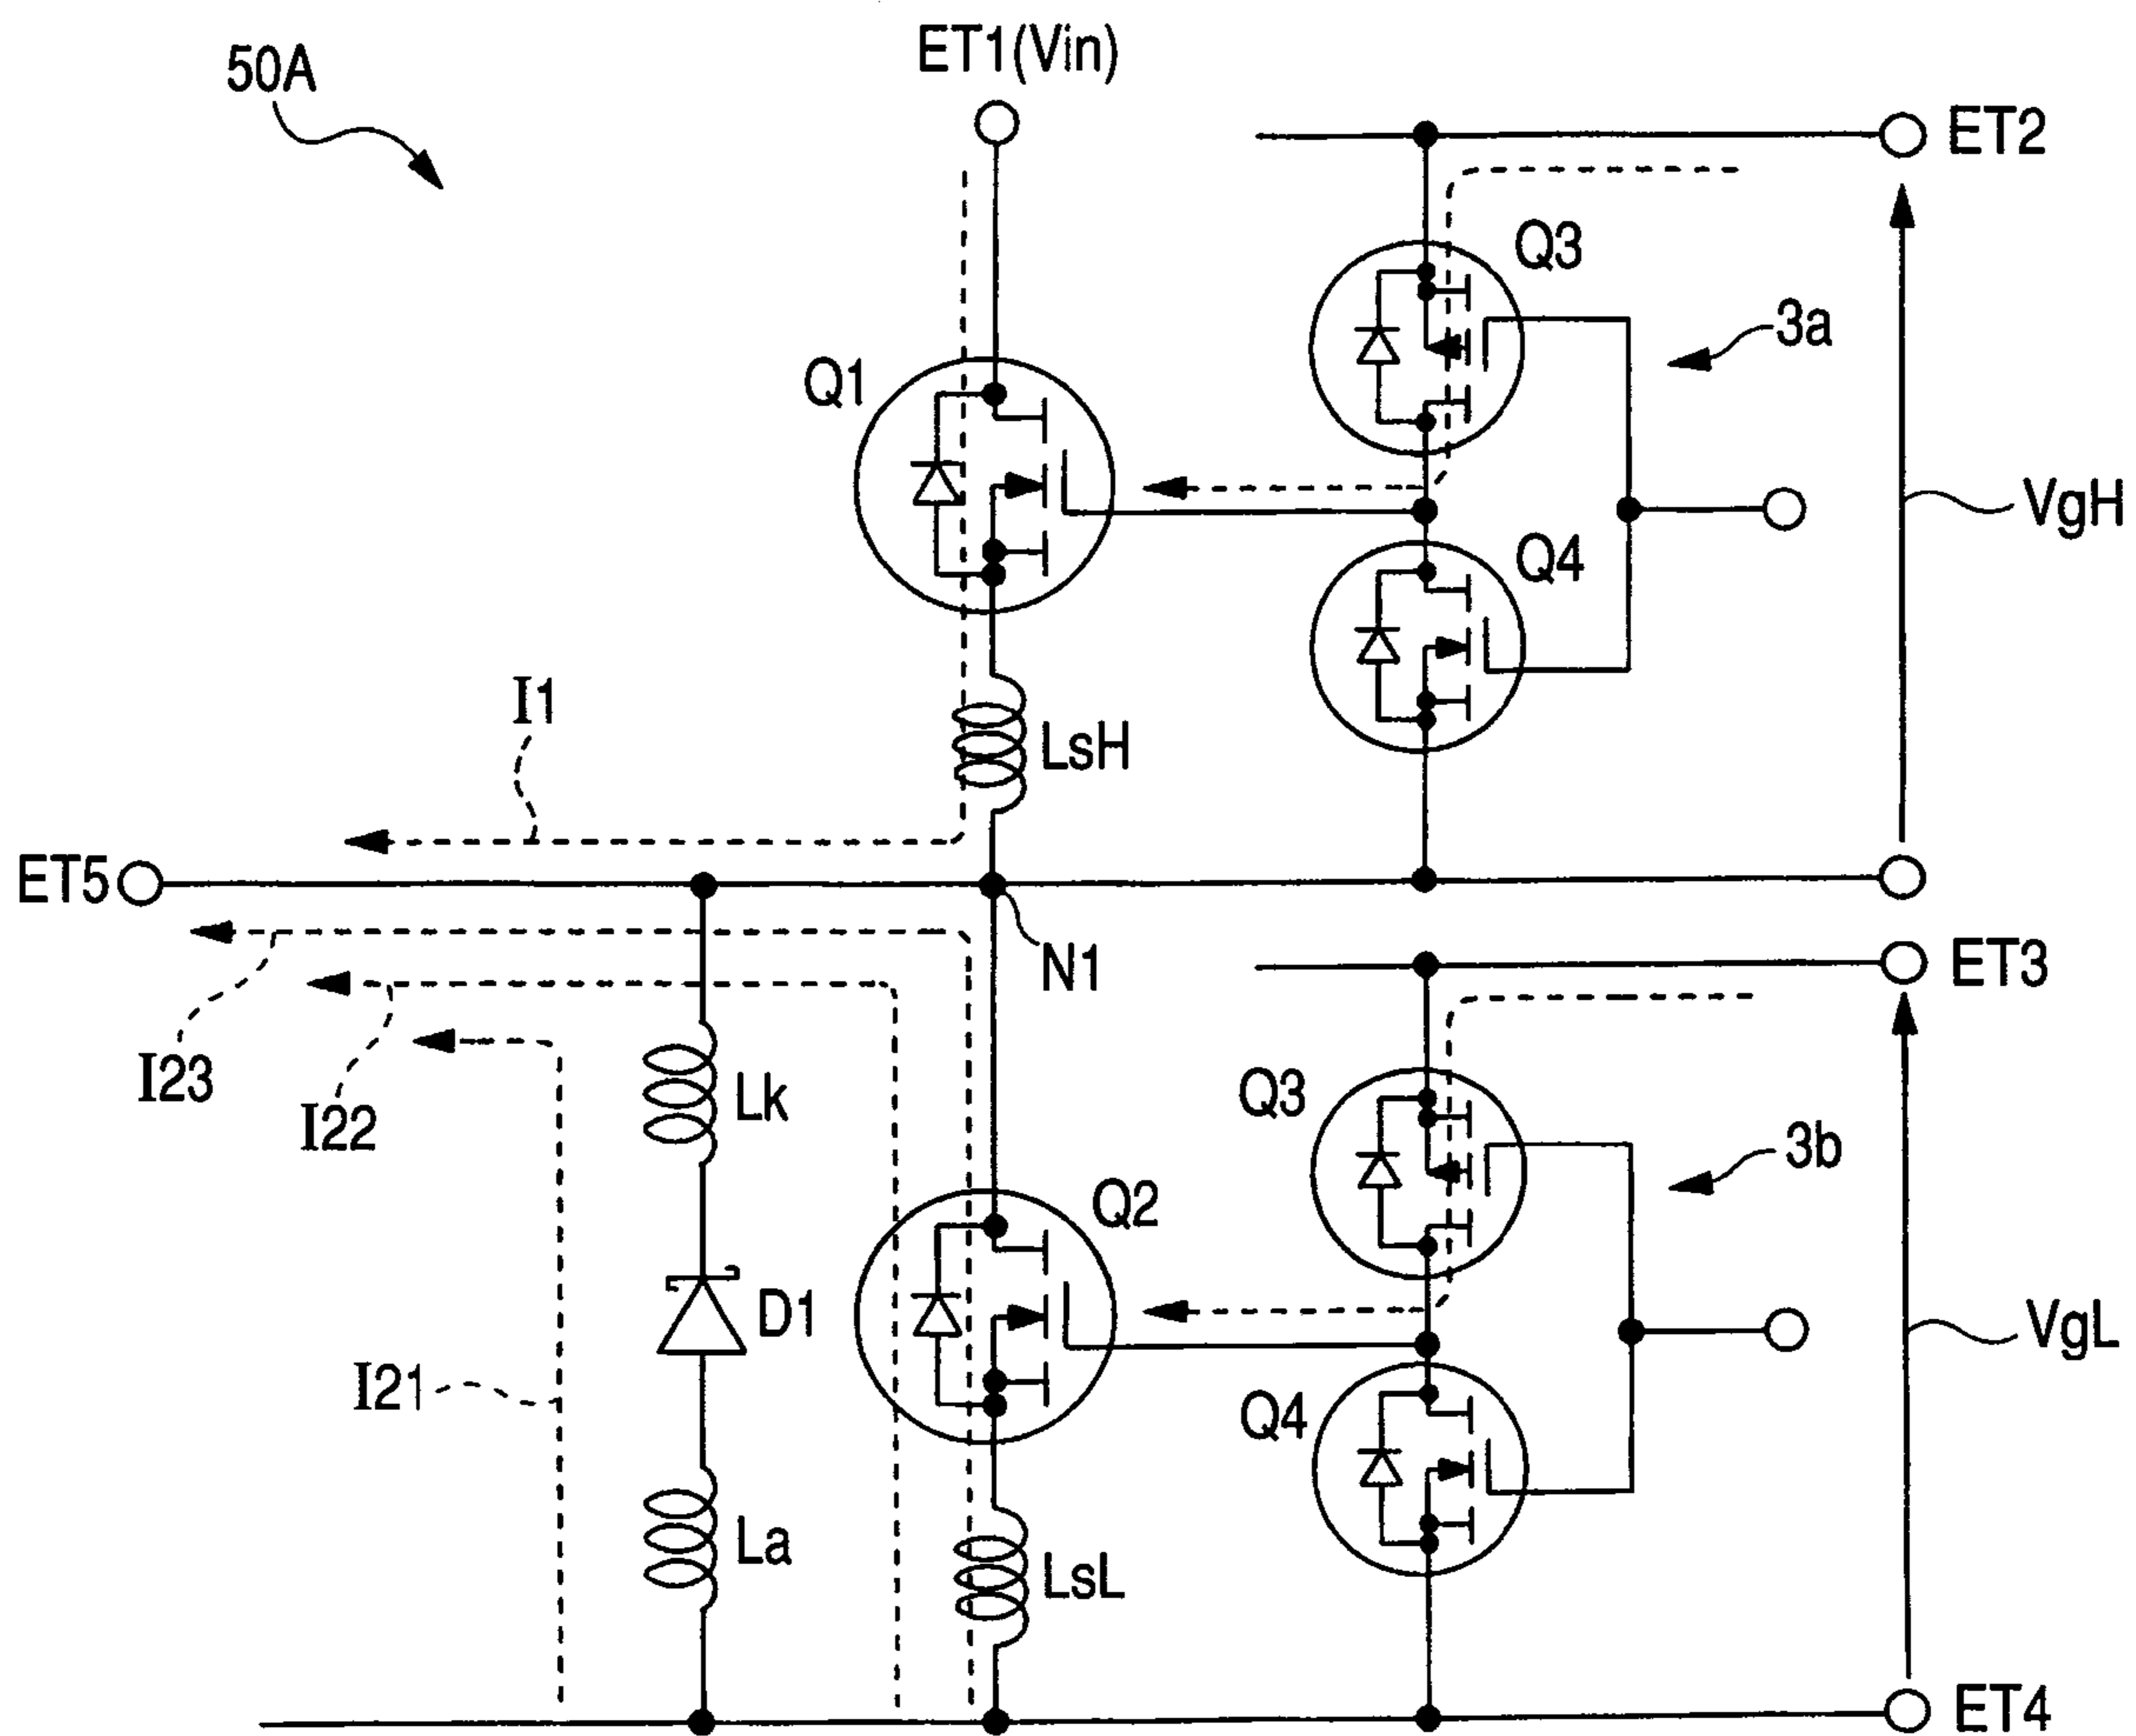 50A
ET1(Vin)
ET2
Q3
3a
Q1
VgH
Q4
I1
LsH
ET5
N1
ET3
I23
I22
Lk
Q3
3b
Q2
D1
VgL
I21
Q4
La
LsL
ET4